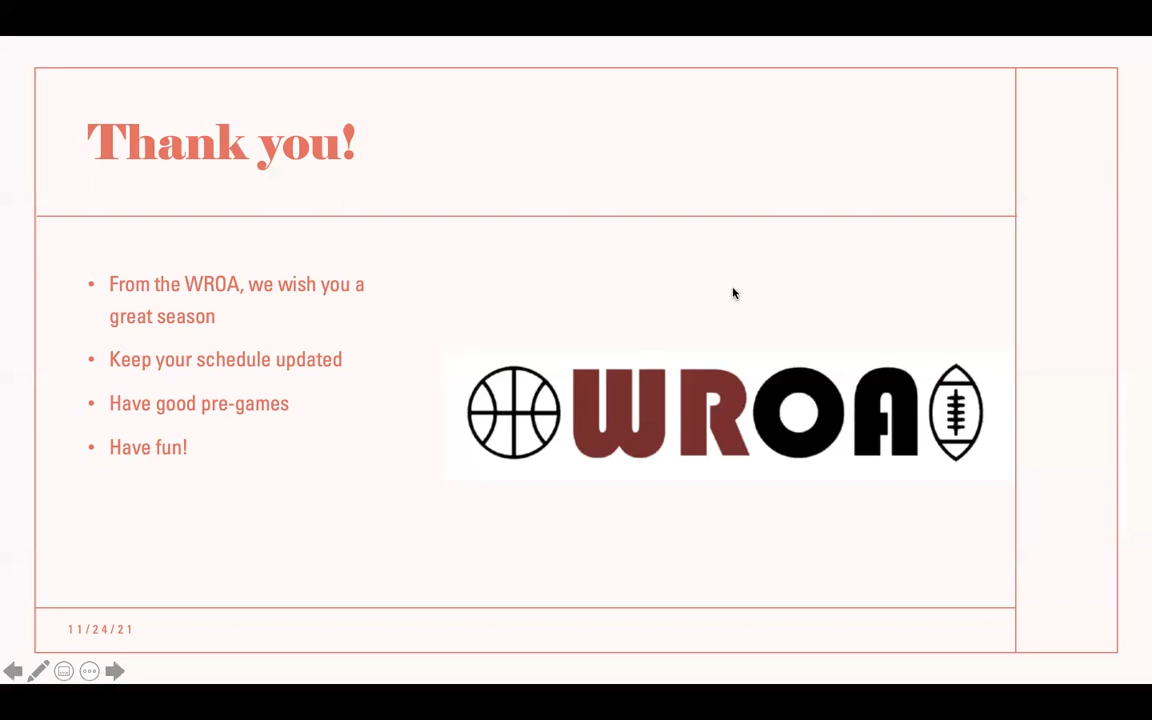 Thank you!
• From the WROA, we wish you a
great season
• Keep your schedule updated
• Have good pre-games
• Have fun!
WROA
11/24/21